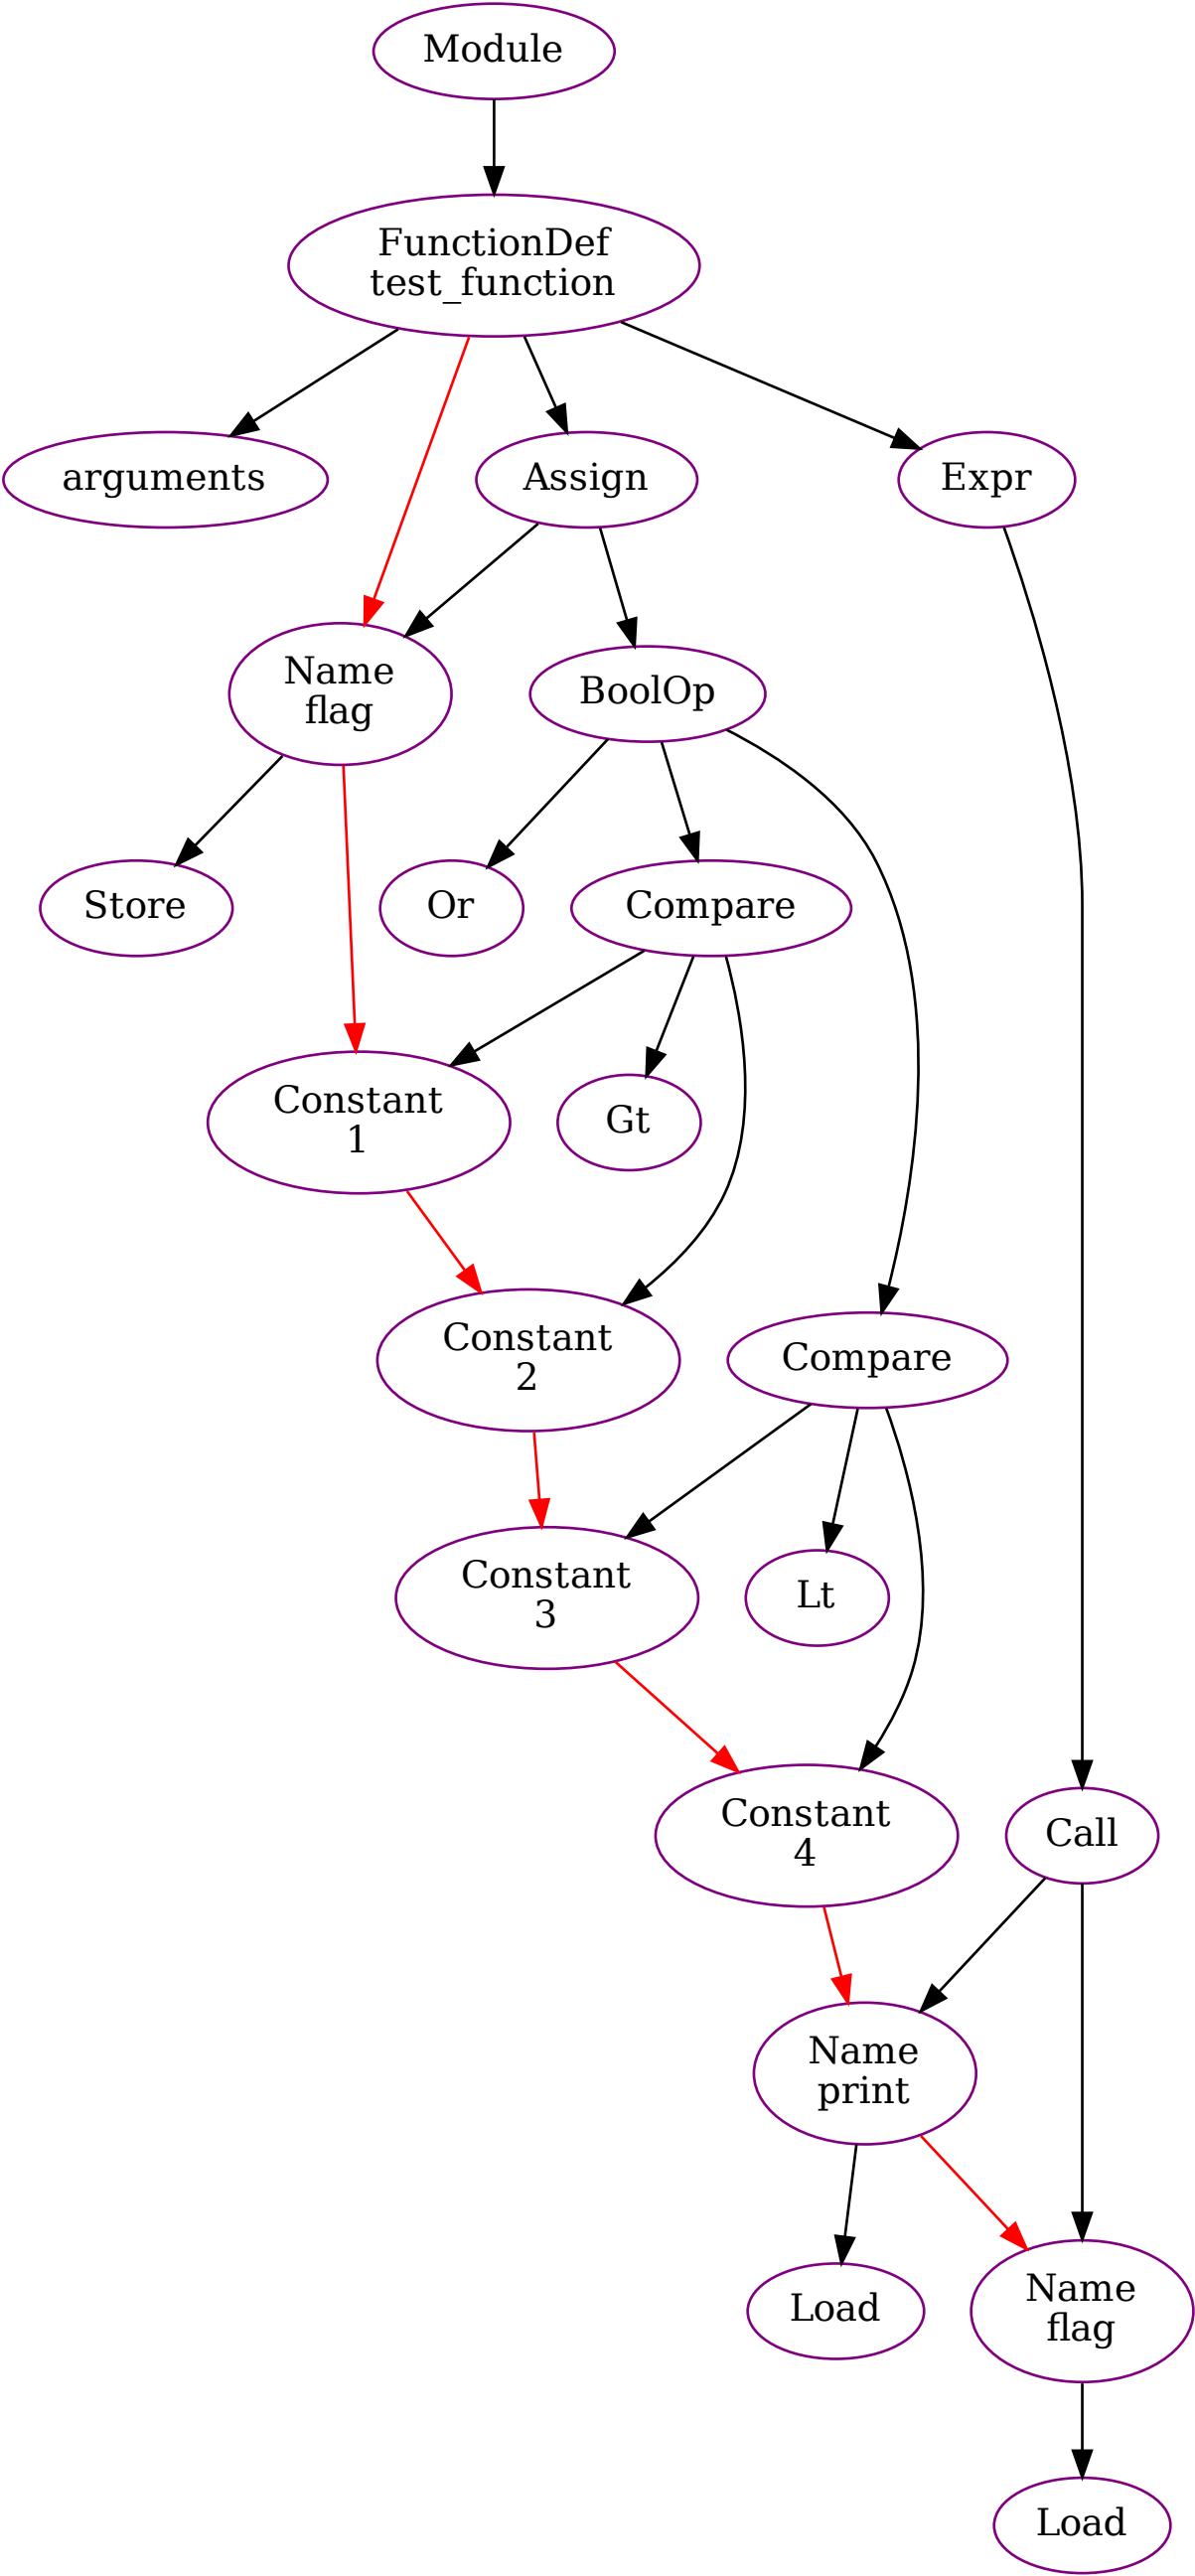 Module
FunctionDef
test_function
arguments
Assign
Expr
Name
flag
BoolOp
Store
Or
Compare
Constant
1
Gt
Constant
2
Compare
Constant
3
Lt
Constant
4
Call
Name
print
Load
Name
flag
Load